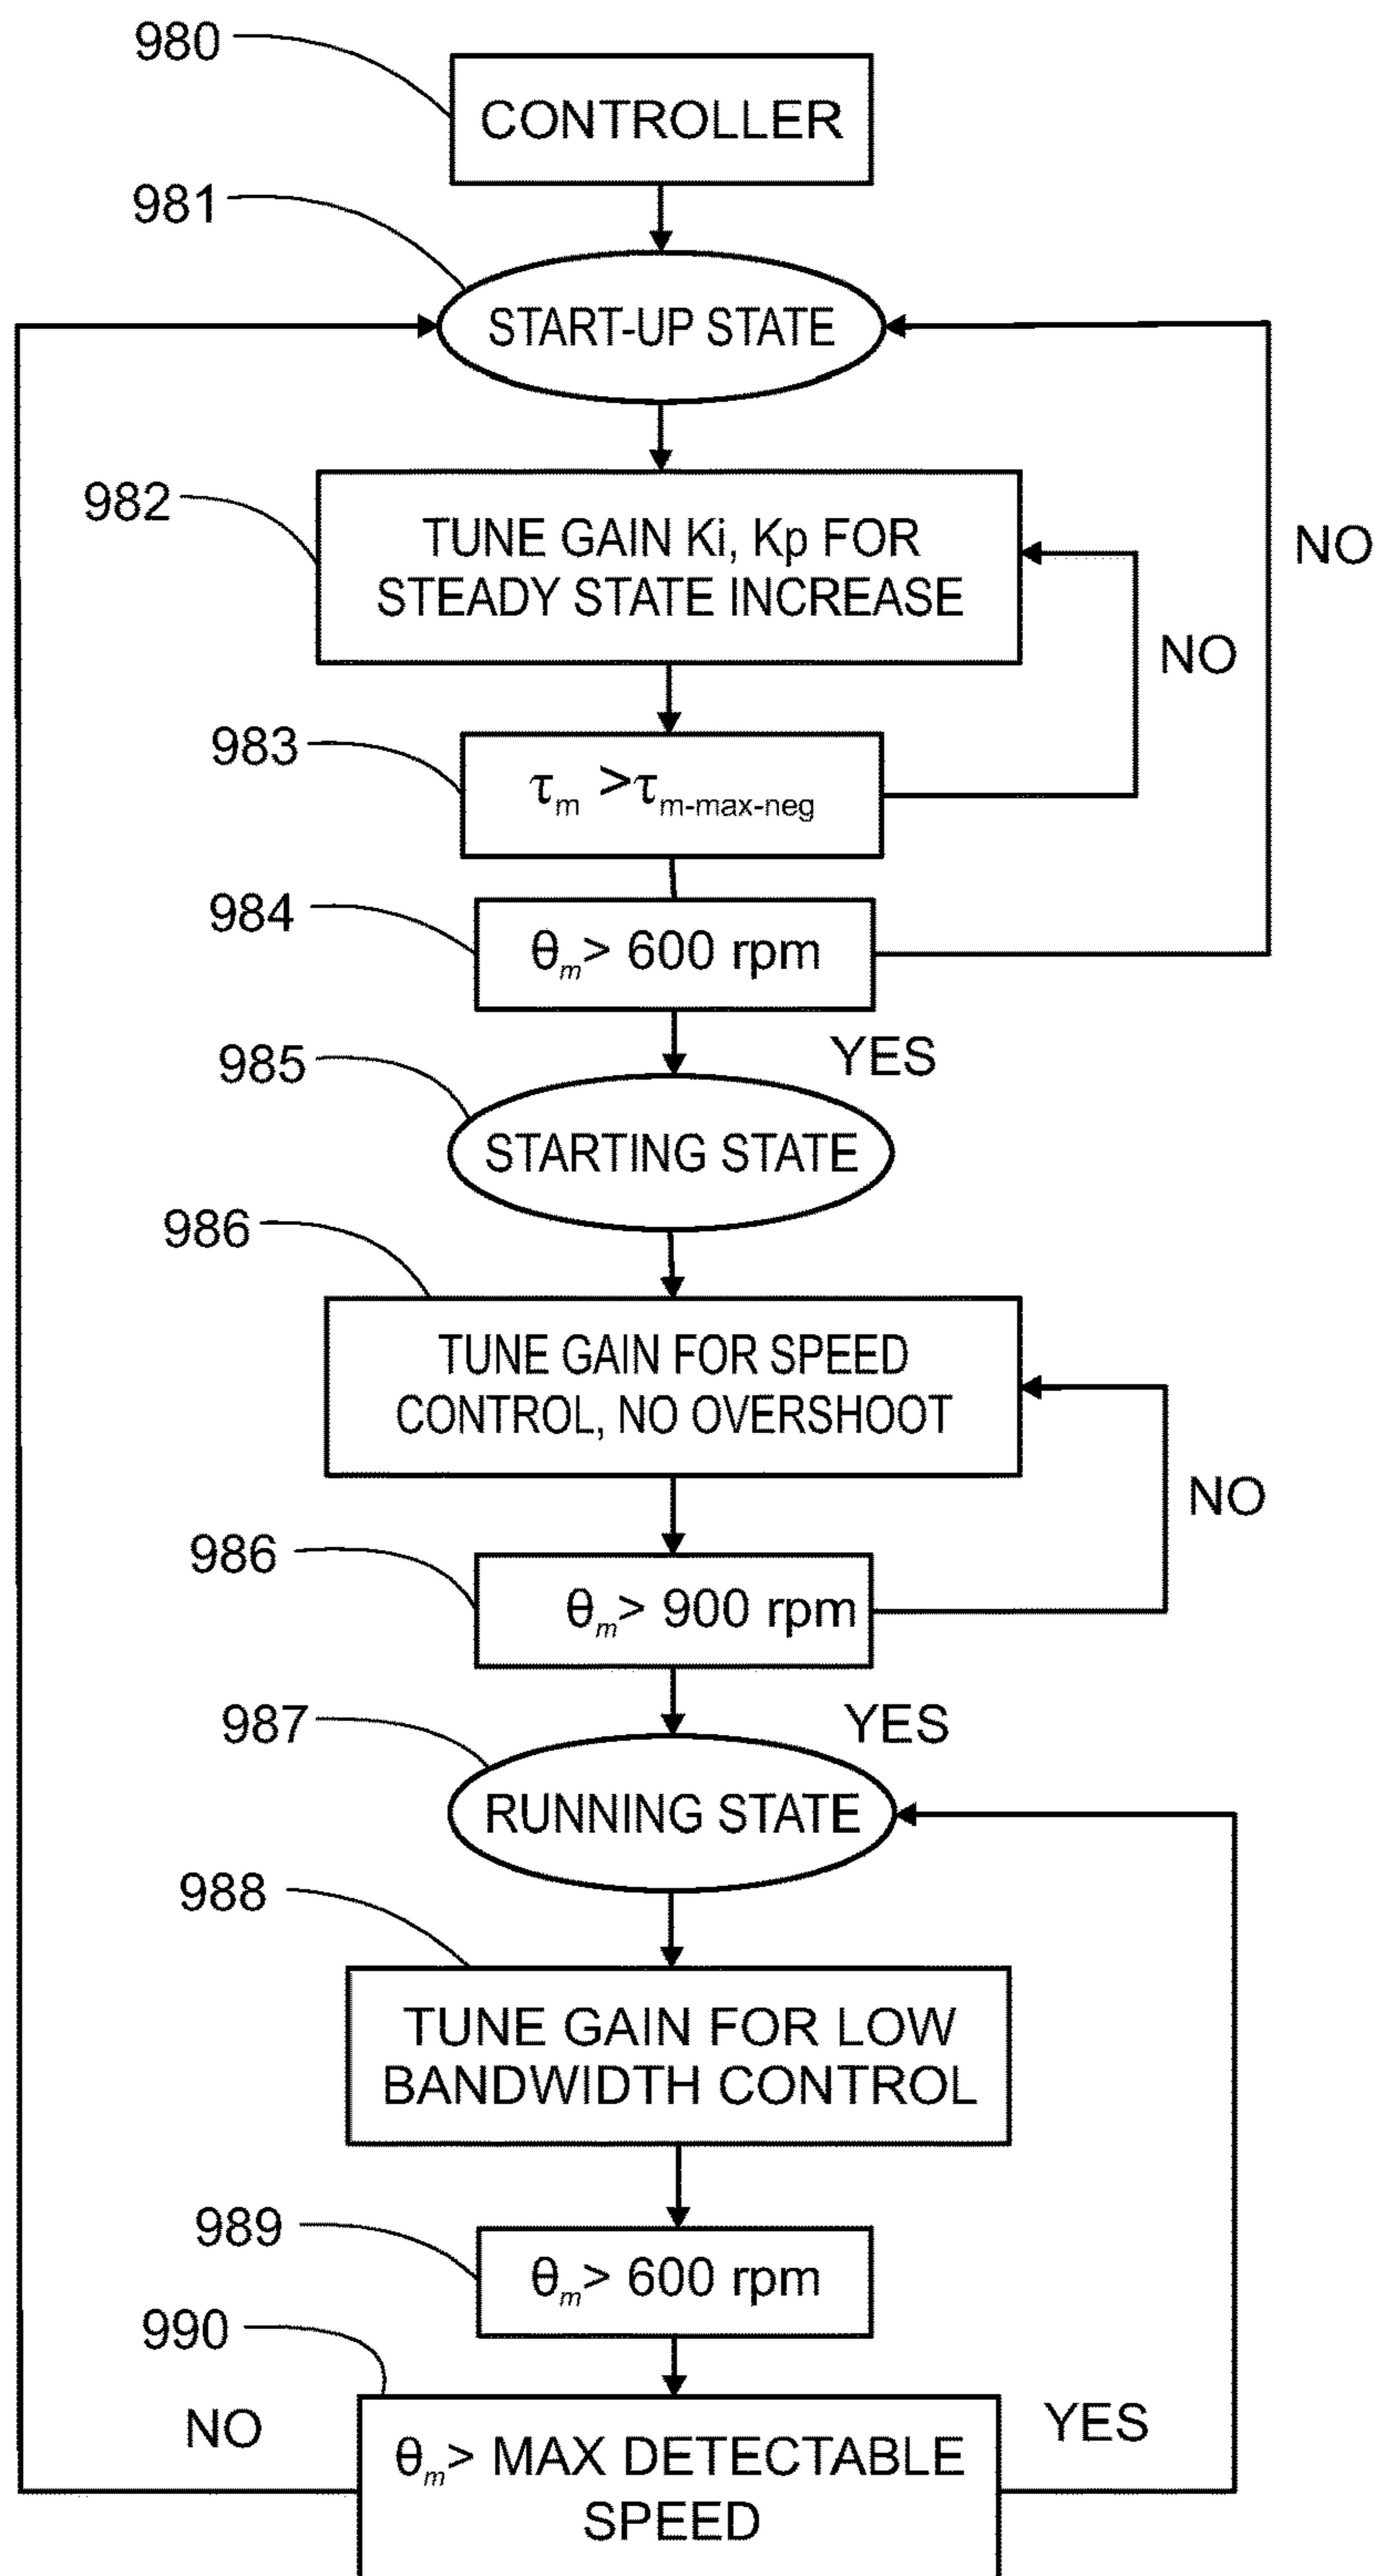 980
CONTROLLER
981
START-UP STATE
982
TUNE GAIN Ki, Kp FOR
STEADY STATE INCREASE
NO
NO
983
τm >τm-max-neg
984
θm> 600 rpm
YES
985
STARTING STATE
986
TUNE GAIN FOR SPEED
CONTROL, NO OVERSHOOT
NO
986
θm> 900 rpm
YES
987
RUNNING STATE
988
TUNE GAIN FOR LOW
BANDWIDTH CONTROL
989
θm> 600 rpm
990
NO
YES
θm> MAX DETECTABLE
SPEED